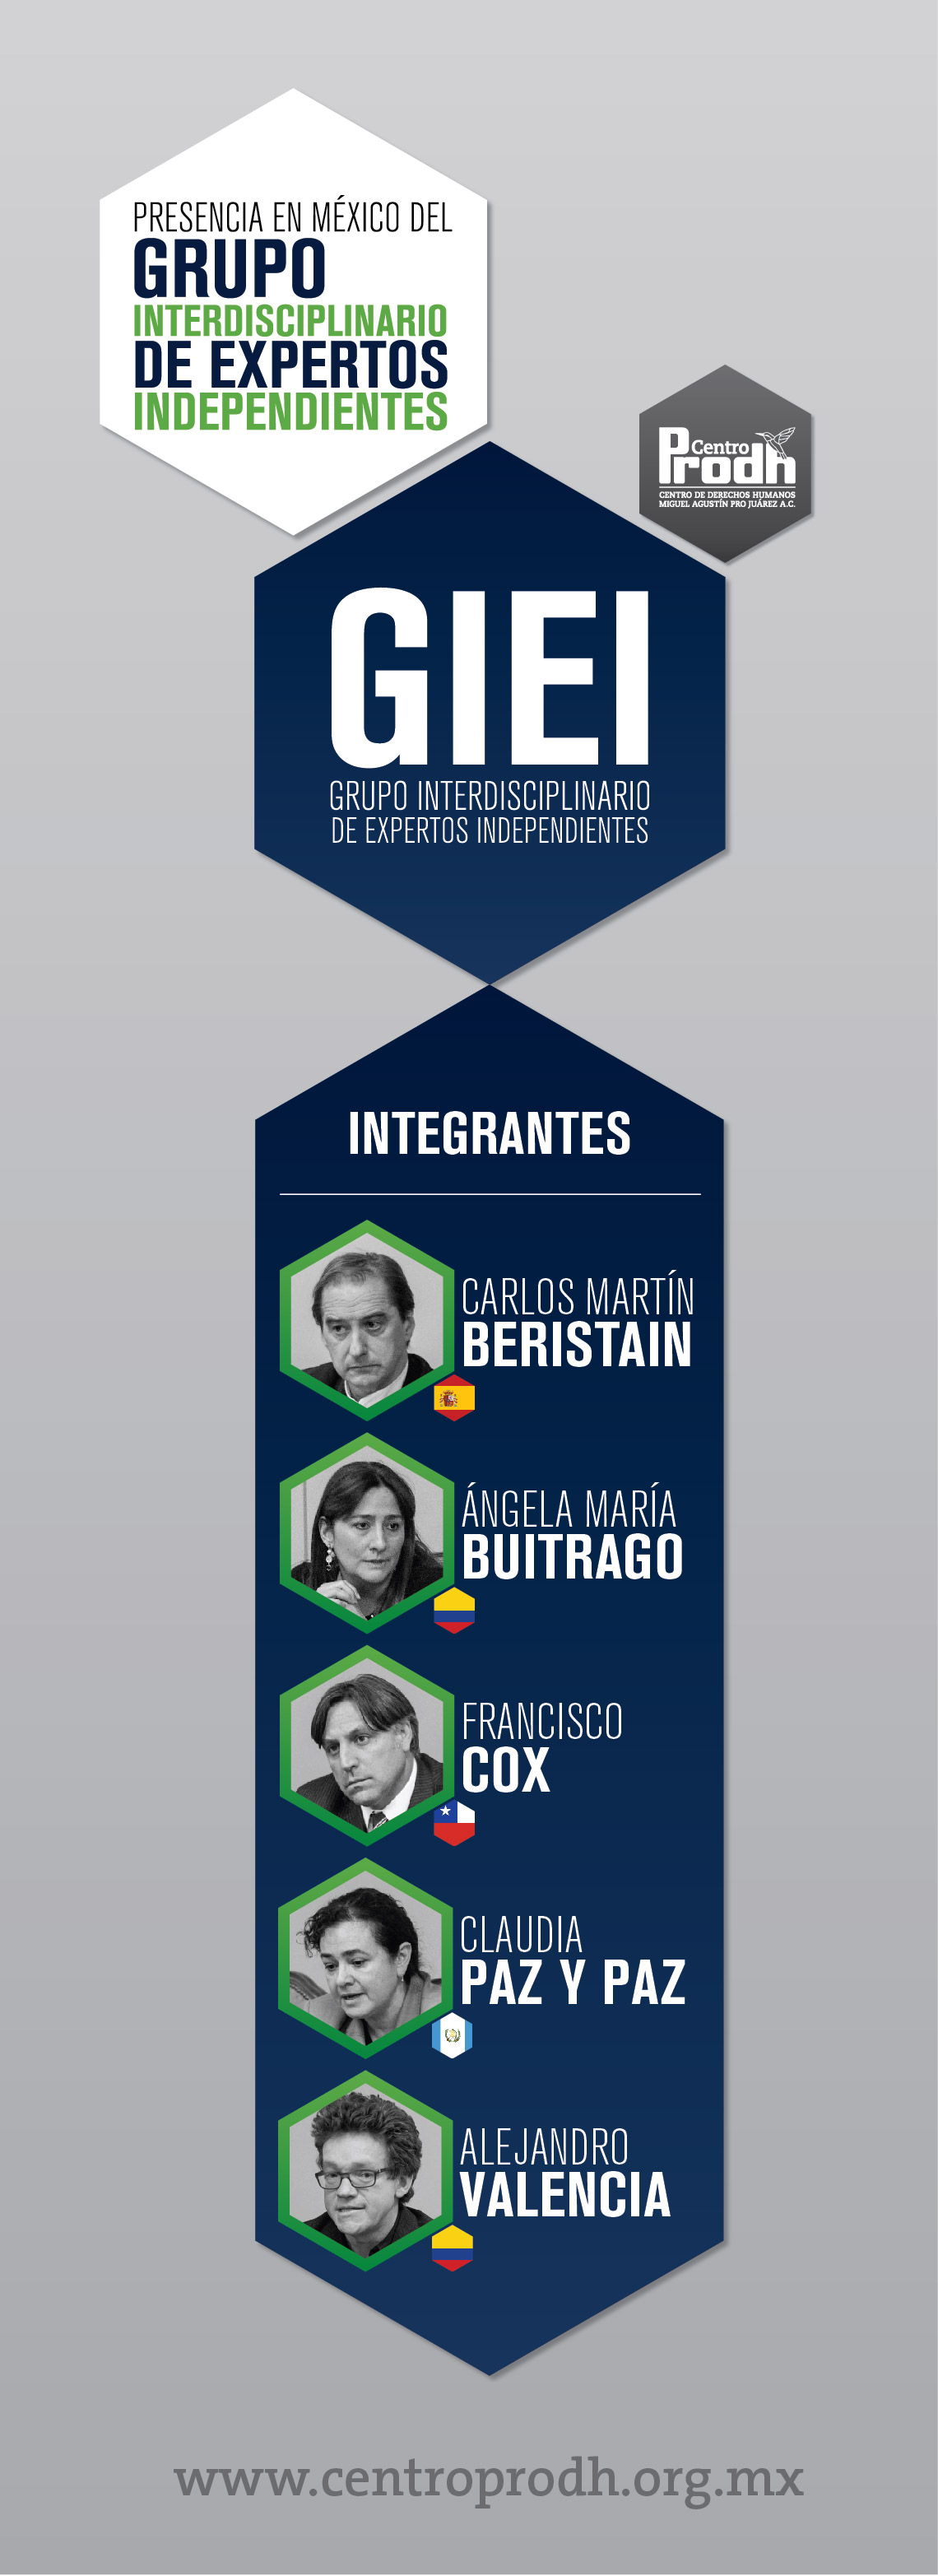 PRESENCIA EN MÉXICO DEL
GRUPO
INTERDISCIPLINARIO
DE EXPERTOS
INDEPENDIENTES
Centro
Prodh
CENTRO DE DERECHOS HUMANOS
MIGUEL AGUSTÍN PRO JUÁREZ A.C.
GIEI
GRUPO INTERDISCIPLINARIO
DE EXPERTOS INDEPENDIENTES
INTEGRANTES
CARLOS MARTÍN
BERISTAIN
ÁNGELA MARÍA
BUITRAGO
FRANCISCO
COX
CLAUDIA
PAZ Y PAZ
ALEJANDRO
VALENCIA
www.centroprodh.org.mx